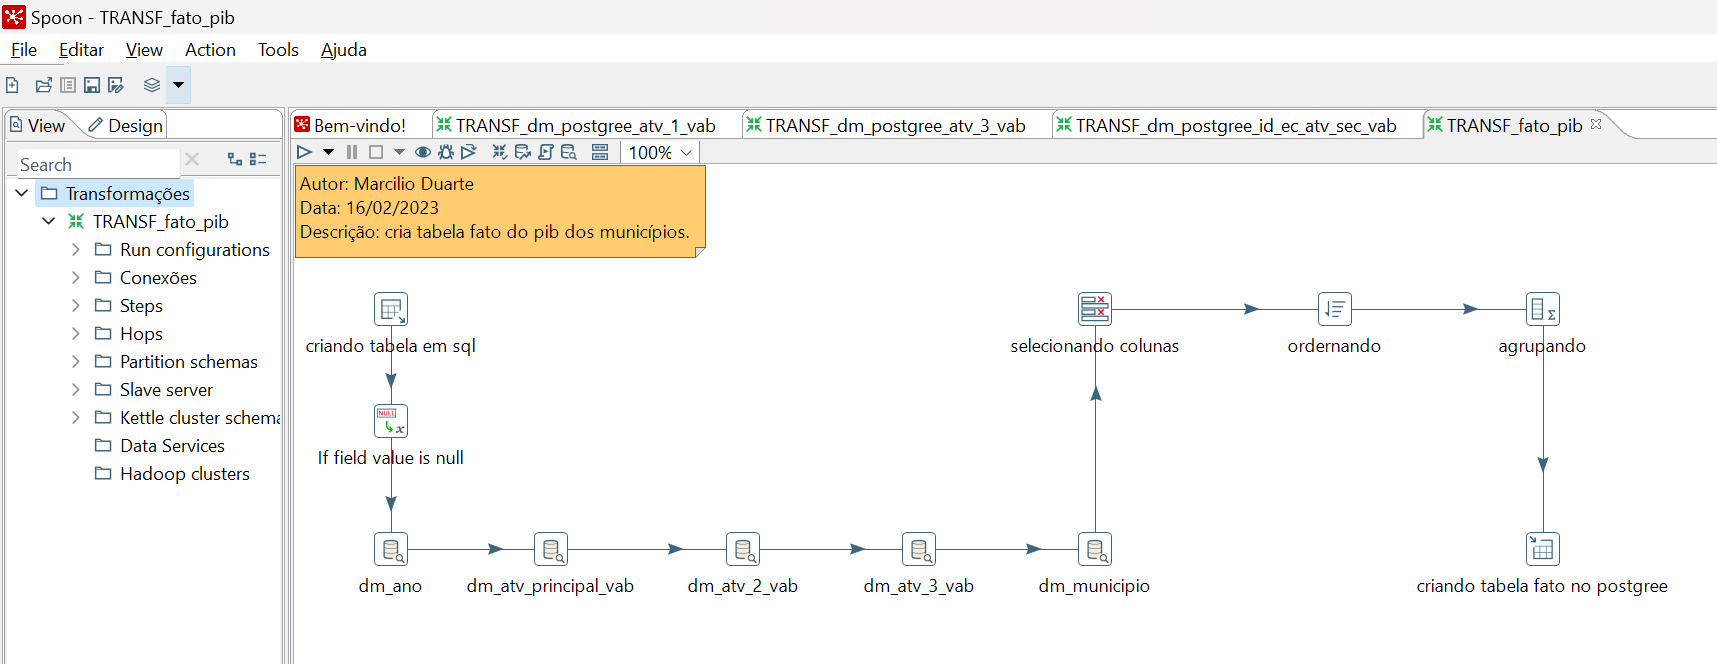 Spoon - TRANSF_fato_pib
File Editar View Action Tools Ajuda
View Design
Bem-vindo! TRANSF_dm_postgree_atv_1_vab TRANSF_dm_postgree_atv_3_vab TRANSF_dm_postgree_id_ec_atv_sec_vab TRANSF_fato_pib
Search
100%
Transformações
TRANSF_fato_pib
Run configurations
Conexões
Steps
Hops
Partition schemas
Slave server
Kettle cluster schema
Data Services
Hadoop clusters
Autor: Marcilio Duarte
Data: 16/02/2023
Descrição: cria tabela fato do pib dos municípios.
criando tabela em sql
selecionando colunas
ordernando
agrupando
NULL
x
If field value is null
dm_ano
dm_atv_principal_vab
dm_atv_2_vab
dm_atv_3_vab
dm_municipio
criando tabela fato no postgree